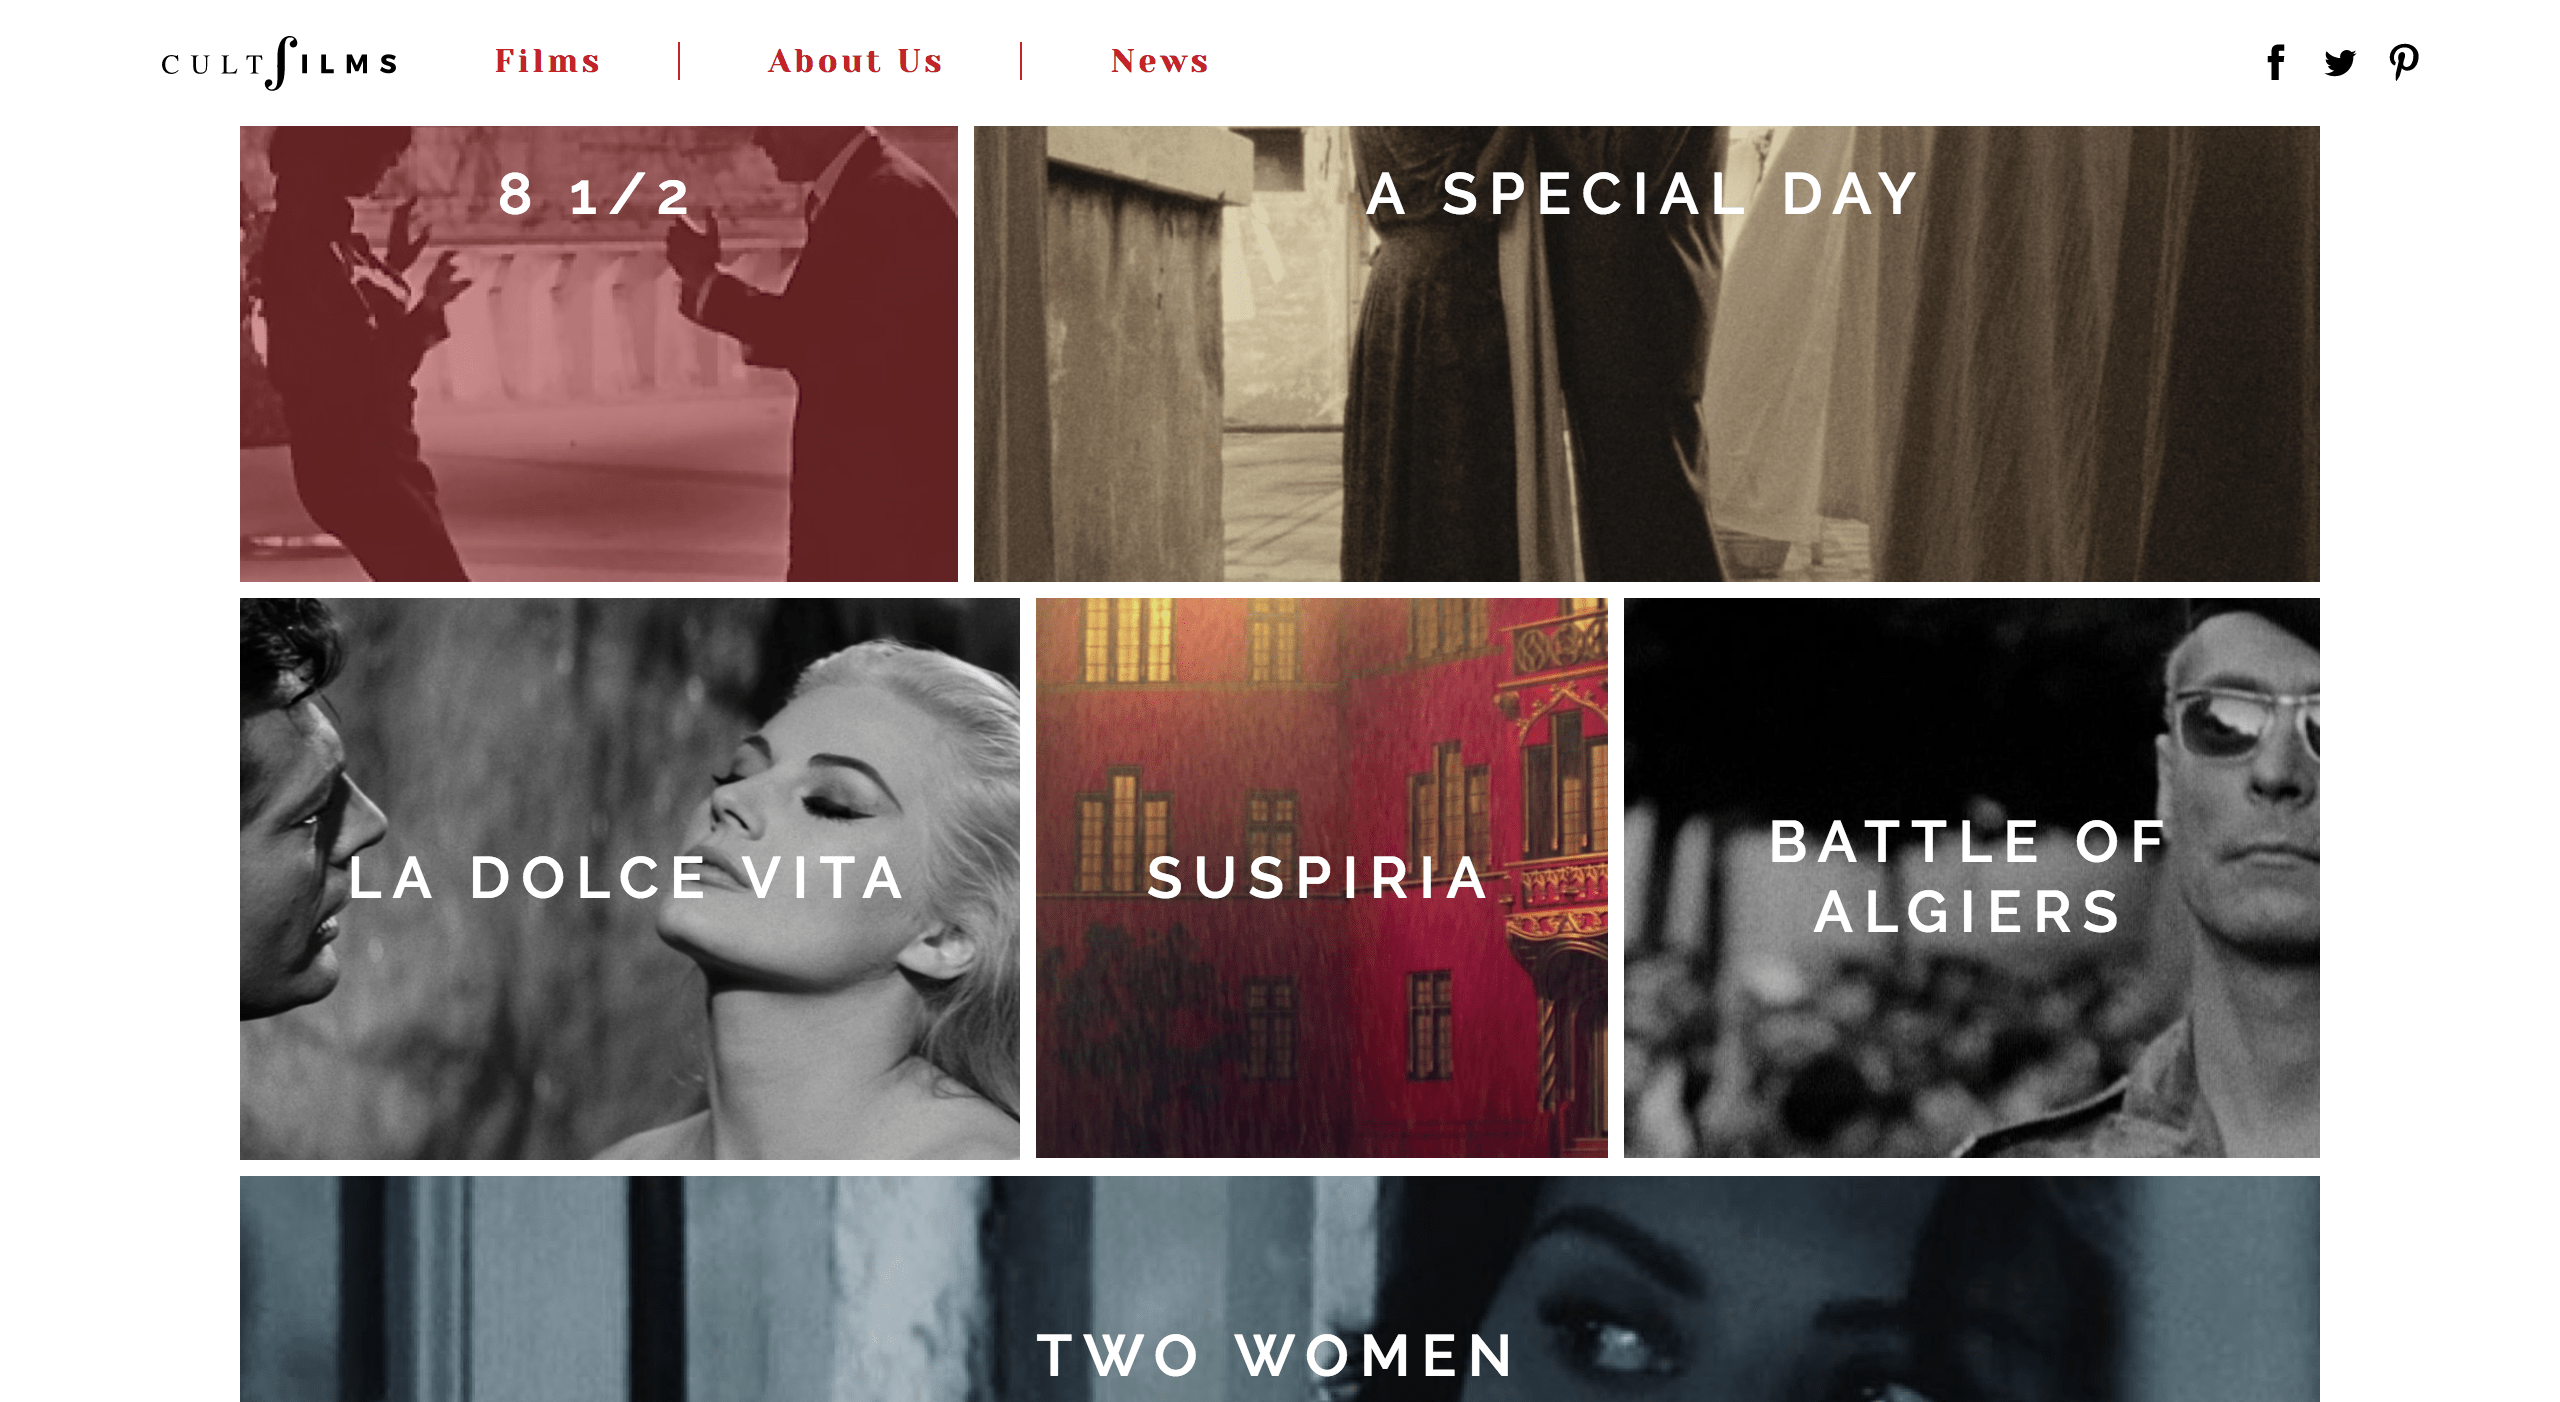 CULTFILMS
Films
About Us
News
8 1/2
A SPECIAL DAY
LA DOLCE VITA
SUSPIRIA
BATTLE OF
ALGIERS
TWO WOMEN